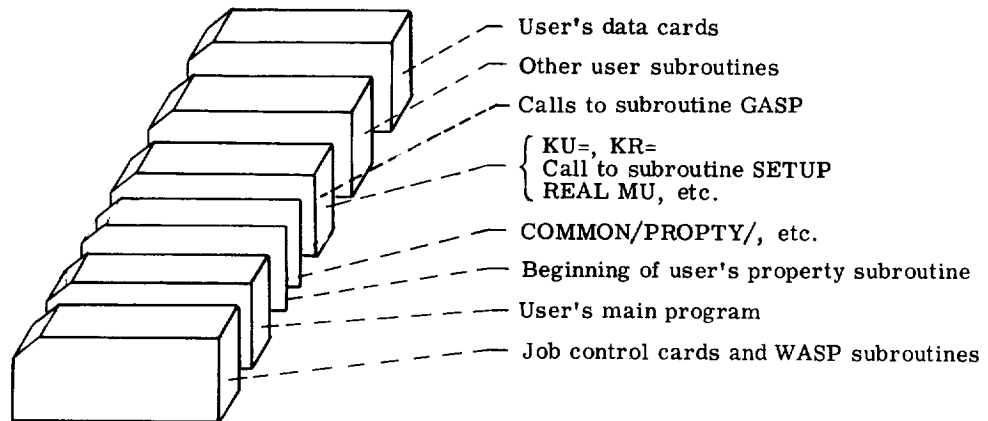 User's data cards
Other user subroutines
Calls to subroutine GASP
KU=, KR=
Call to subroutine SETUP
REAL MU, etc.
COMMON/PROPTY/, etc.
Beginning of user's property subroutine
User's main program
Job control cards and WASP subroutines